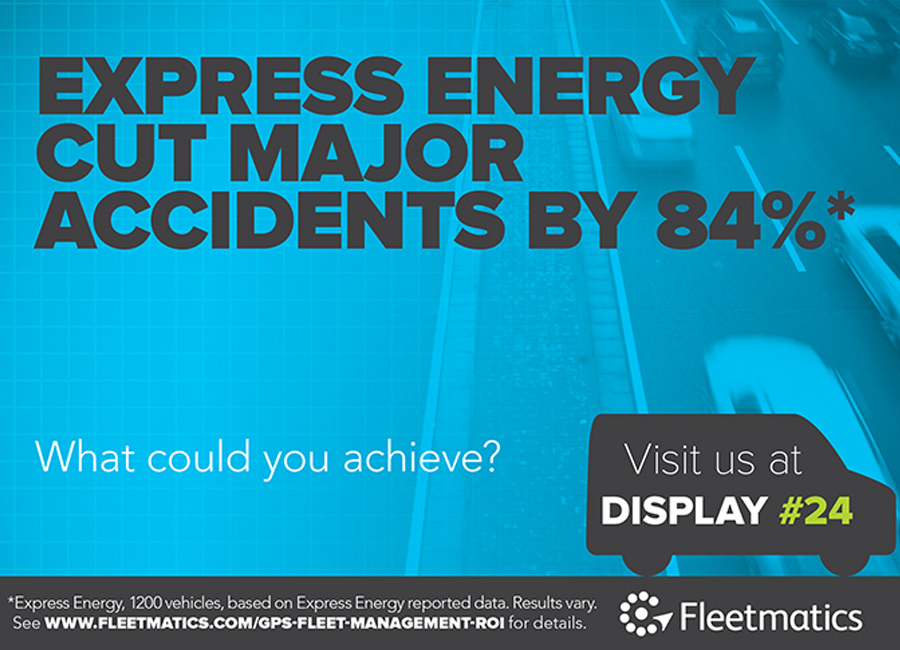 EXPRESS ENERGY
CUT MAJOR
ACCIDENTS BY 84%*
What could you achieve?
Visit us at
DISPLAY #24
*Express Energy, 1200 vehicles, based on Express Energy reported data. Results vary.
See WWW.FLEETMATICS.COM/GPS-FLEET-MANAGEMENT-ROI for details.
Fleetmatics